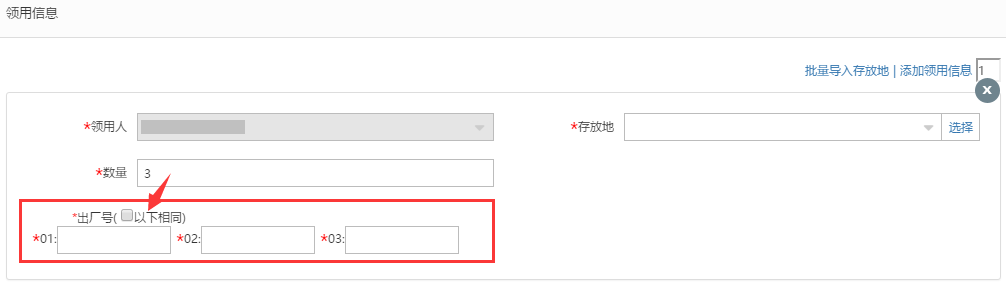 领用信息
批量导入存放地 | 添加领用信息 1
x
*领用人
*存放地 选择
*数量 3
*出厂号( 以下相同)
*01: *02: *03: